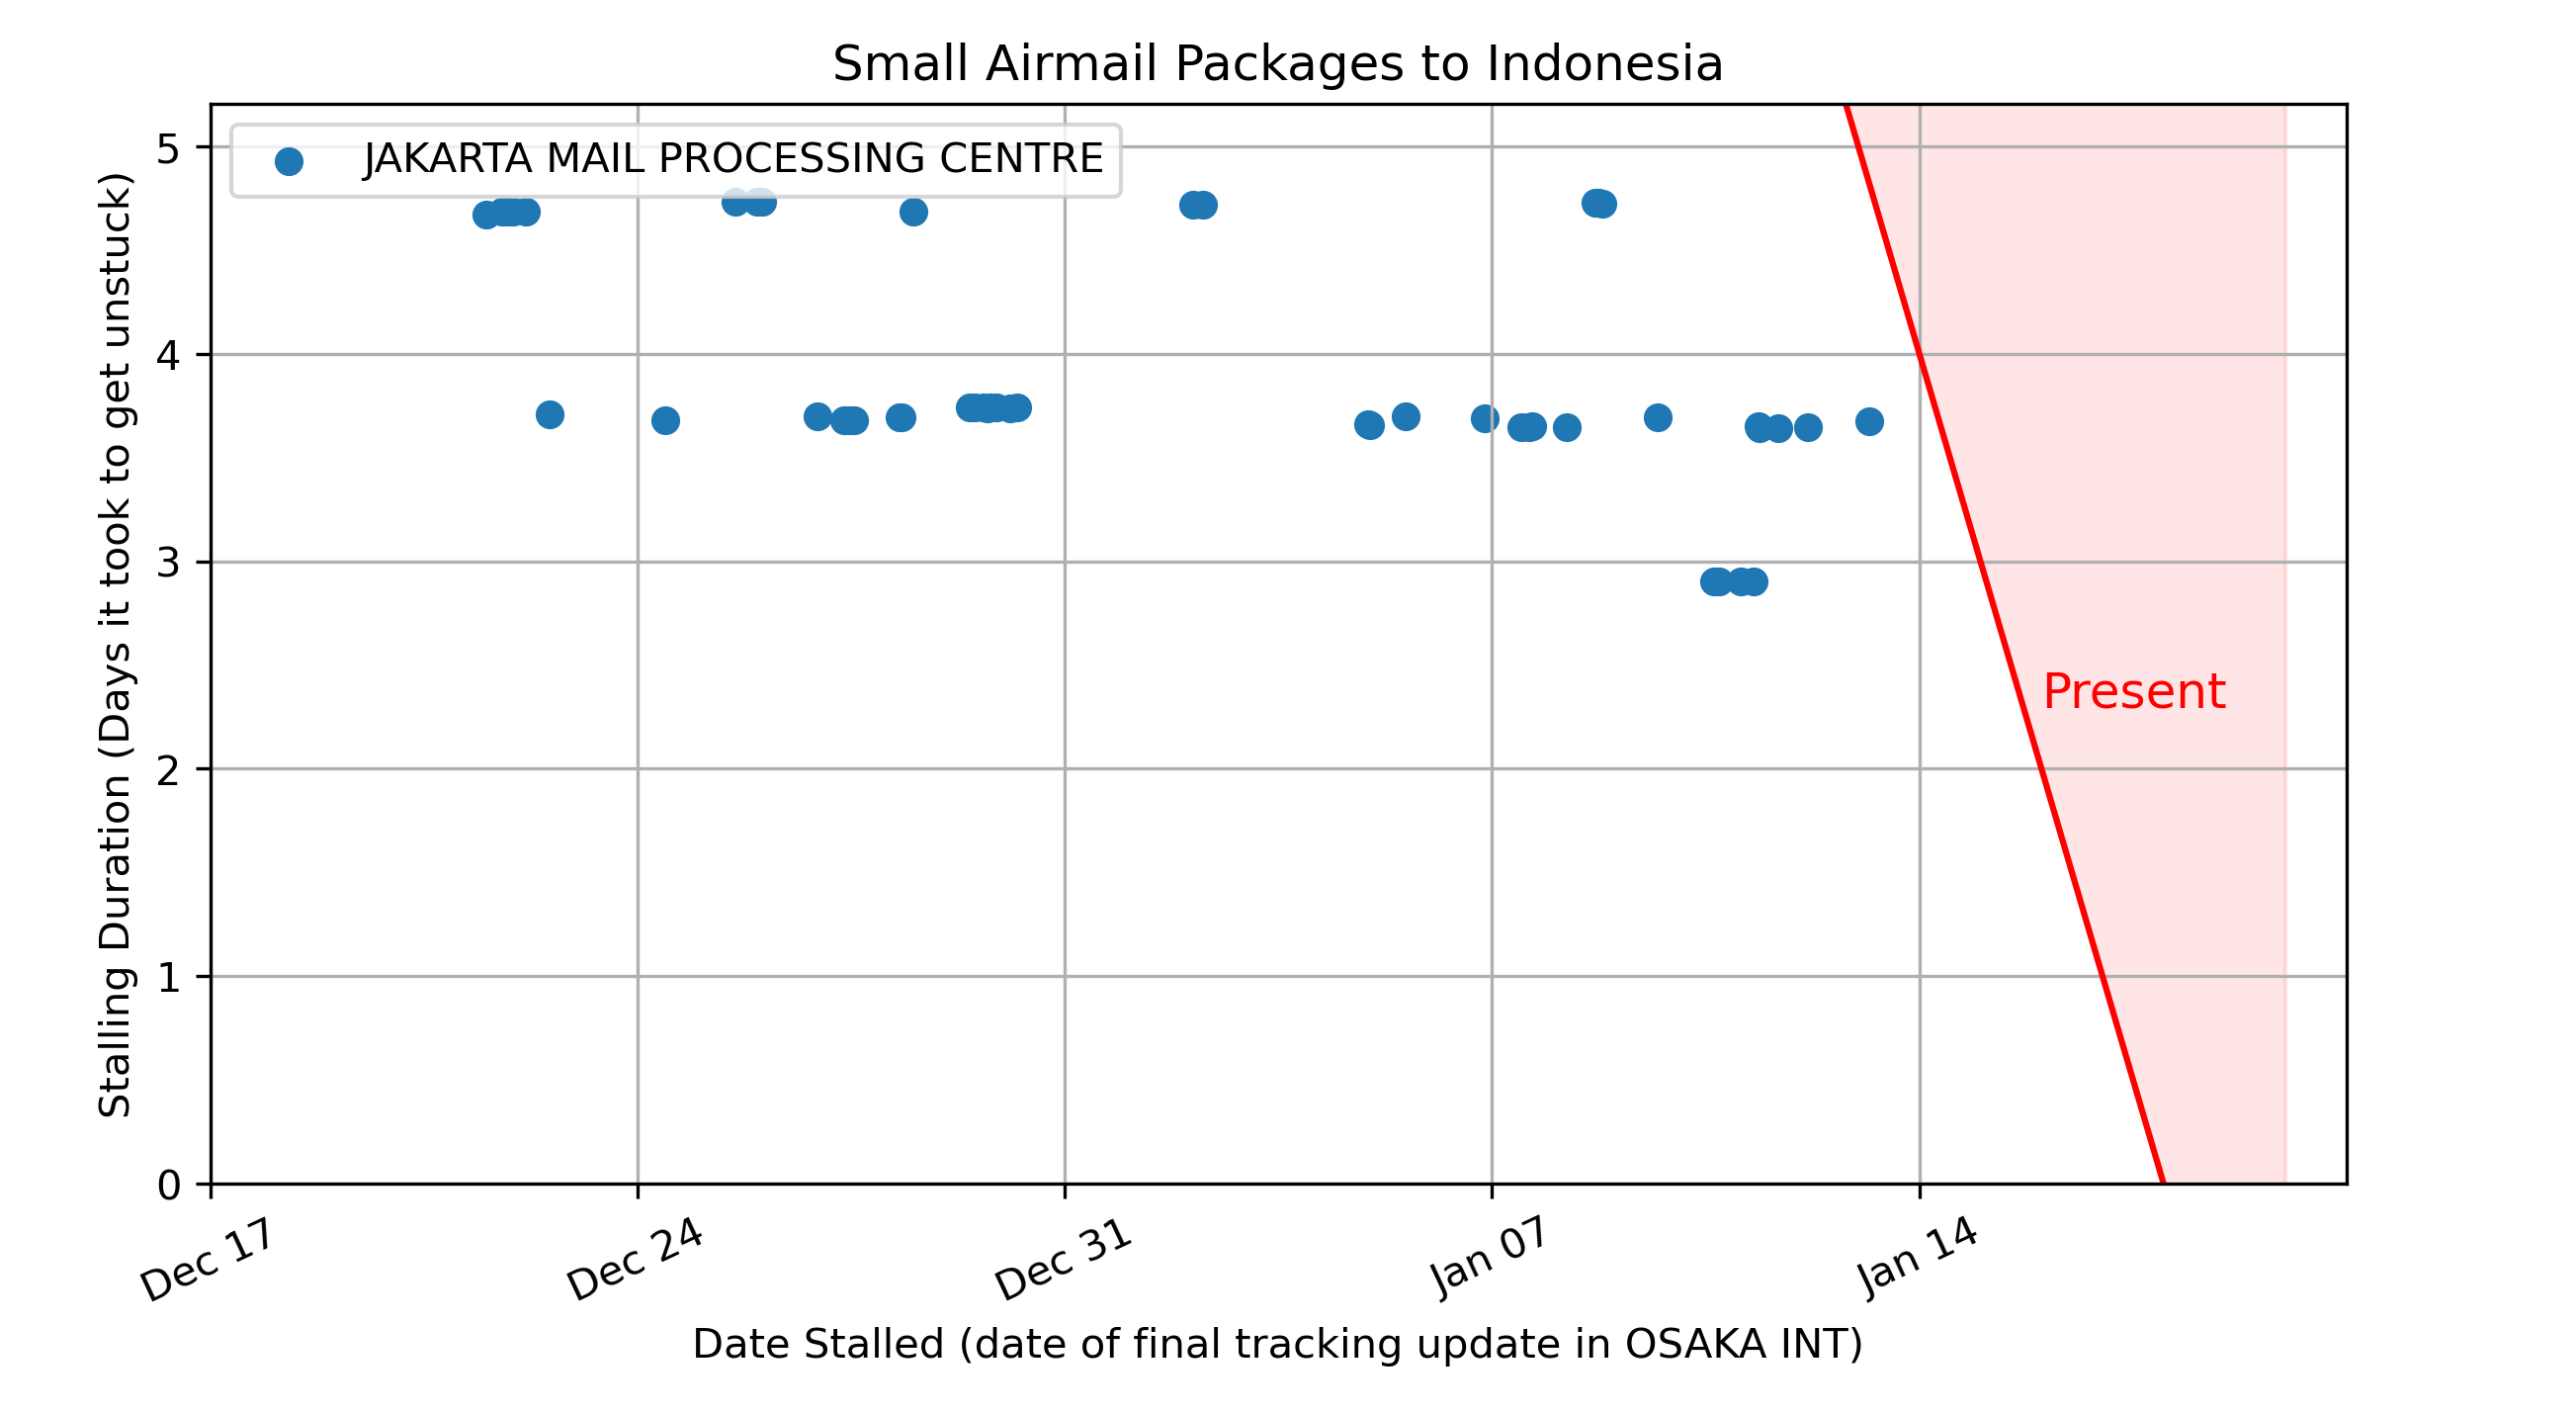 Small Airmail Packages to Indonesia
JAKARTA MAIL PROCESSING CENTRE
Stalling Duration (Days it took to get unstuck)
5
4
3
2
1
0
Present
Dec 17
Dec 24
Dec 31
Jan 07
Jan 14
Date Stalled (date of final tracking update in OSAKA INT)